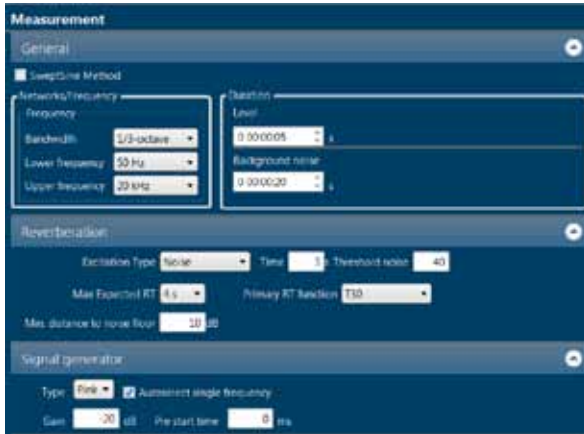 Measurement
General
SweptSine Method
Networks/Frequency
Duration
Frequency
Level
Bandwidth 1/3-octave
0 00:00:05 s
Lower frequency 50 Hz
Background noise
Upper frequency 20 kHz
0 00:00:20 s
Reverberation
Excitation Type Noise Time s Threshold noise 40
Max Expected RT 4 s Primary RT function T30
Min. distance to noise floor 10 dB
Signal generator
Type Pink Autodirect single frequency
Gain -20 dB Pre start time 0 ms